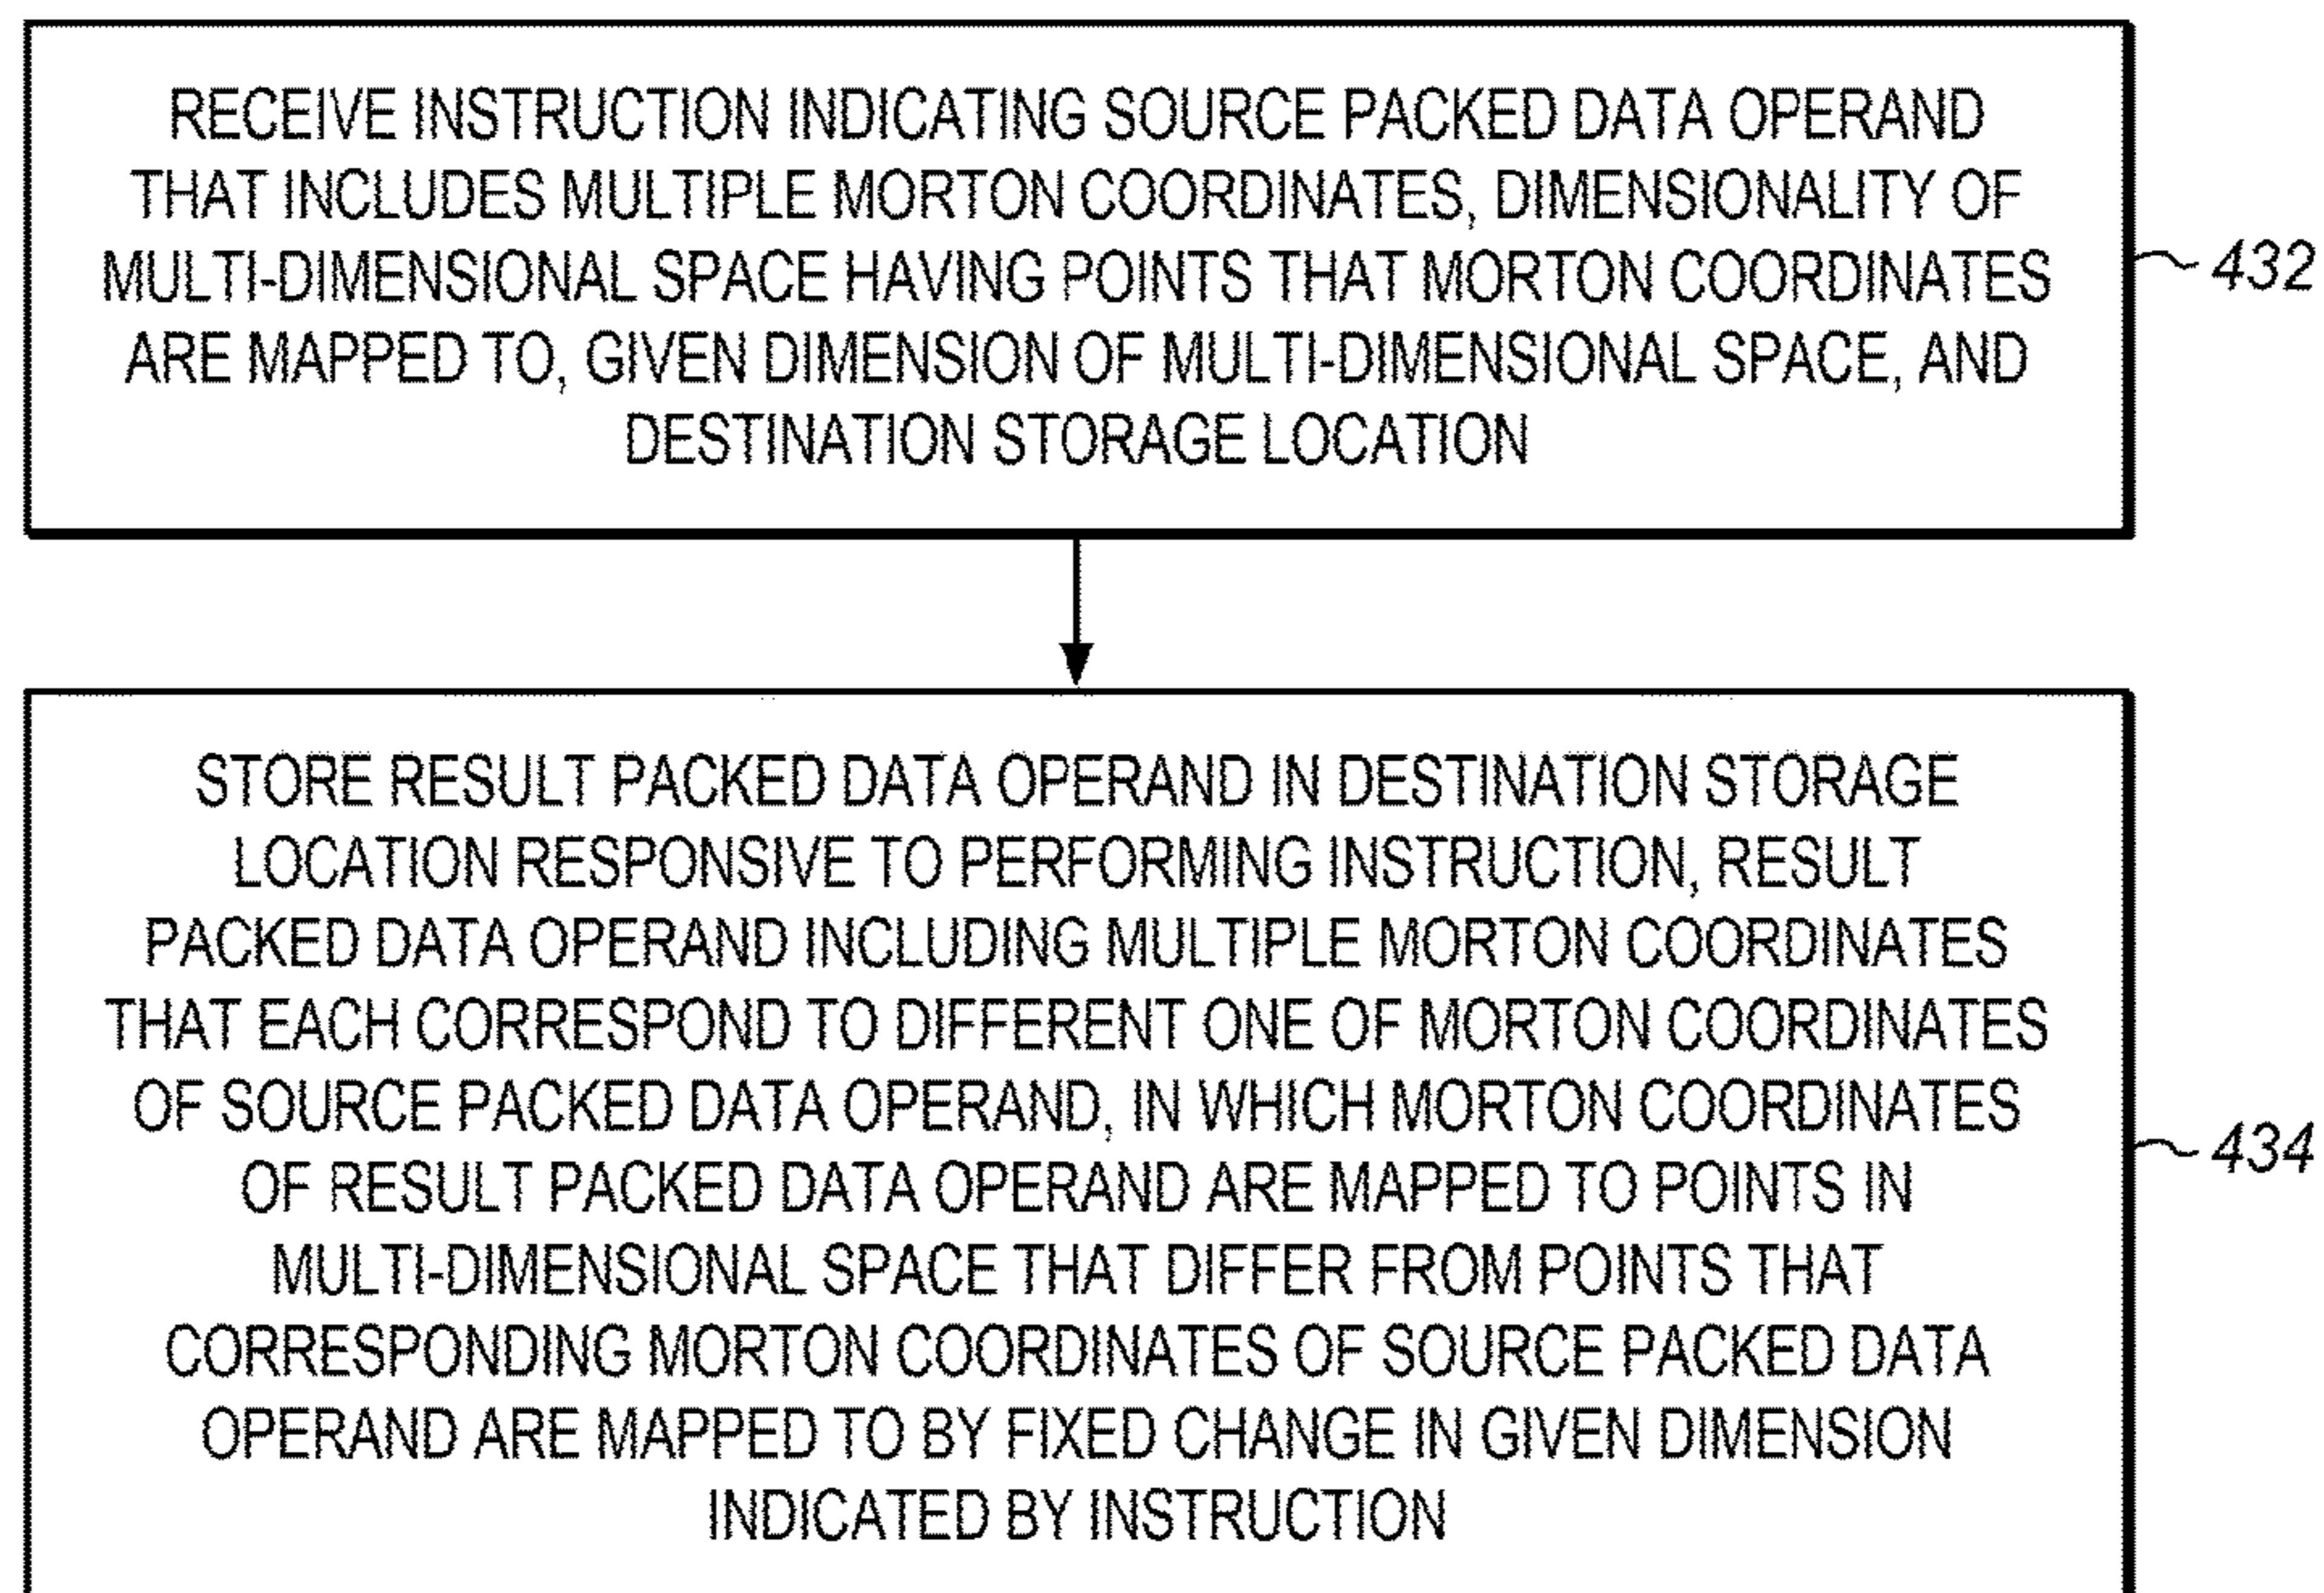 RECEIVE INSTRUCTION INDICATING SOURCE PACKED DATA OPERAND
THAT INCLUDES MULTIPLE MORTON COORDINATES, DIMENSIONALITY OF
MULTI-DIMENSIONAL SPACE HAVING POINTS THAT MORTON COORDINATES
ARE MAPPED TO, GIVEN DIMENSION OF MULTI-DIMENSIONAL SPACE, AND
DESTINATION STORAGE LOCATION
432
STORE RESULT PACKED DATA OPERAND IN DESTINATION STORAGE
LOCATION RESPONSIVE TO PERFORMING INSTRUCTION, RESULT
PACKED DATA OPERAND INCLUDING MULTIPLE MORTON COORDINATES
THAT EACH CORRESPOND TO DIFFERENT ONE OF MORTON COORDINATES
OF SOURCE PACKED DATA OPERAND, IN WHICH MORTON COORDINATES
OF RESULT PACKED DATA OPERAND ARE MAPPED TO POINTS IN
MULTI-DIMENSIONAL SPACE THAT DIFFER FROM POINTS THAT
CORRESPONDING MORTON COORDINATES OF SOURCE PACKED DATA
OPERAND ARE MAPPED TO BY FIXED CHANGE IN GIVEN DIMENSION
INDICATED BY INSTRUCTION
434